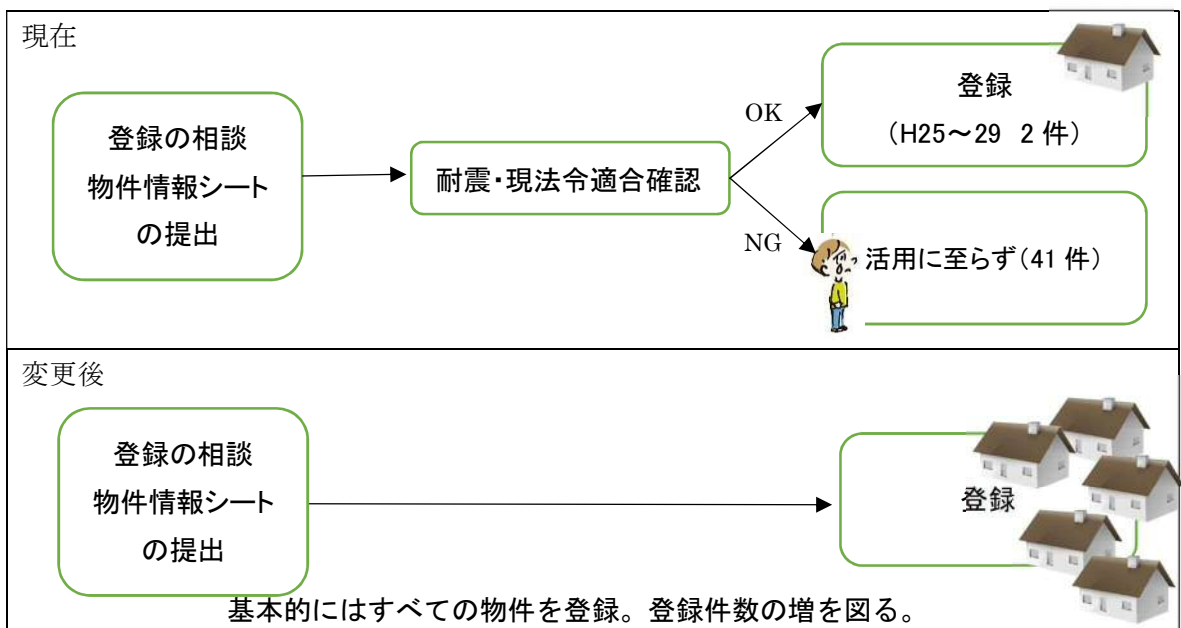 現在
登録の相談
物件情報シート
の提出
耐震・現法令適合確認
OK
登録
（H25～29　2 件）
NG
活用に至らず（41 件）
変更後
登録の相談
物件情報シート
の提出
登録
基本的にはすべての物件を登録。登録件数の増を図る。